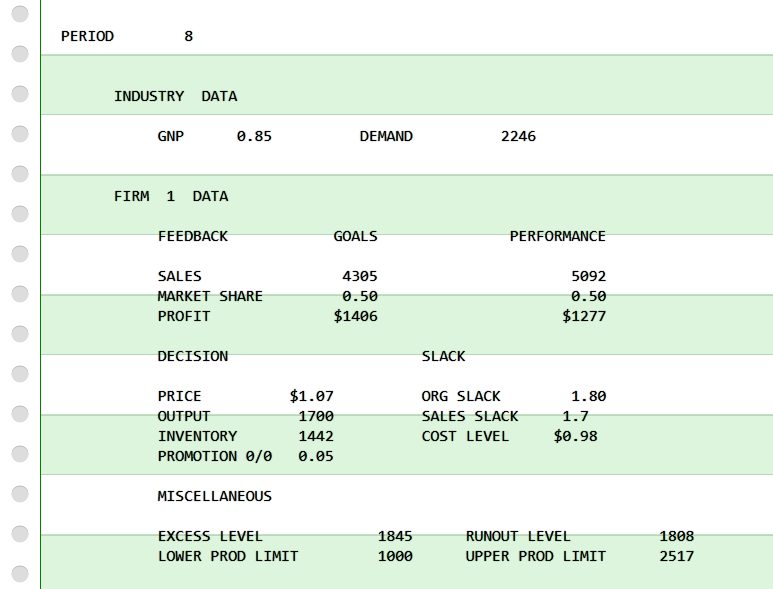 PERIOD 8
INDUSTRY DATA
GNP 0.85 DEMAND 2246
FIRM 1 DATA
FEEDBACK GOALS PERFORMANCE
SALES 4305 5092
MARKET SHARE 0.50 0.50
PROFIT $1406 $1277
DECISION SLACK
PRICE $1.07 ORG SLACK 1.80
OUTPUT 1700 SALES SLACK 1.7
INVENTORY 1442 COST LEVEL $0.98
PROMOTION 0/0 0.05
MISCELLANEOUS
EXCESS LEVEL 1845 RUNOUT LEVEL 1808
LOWER PROD LIMIT 1000 UPPER PROD LIMIT 2517